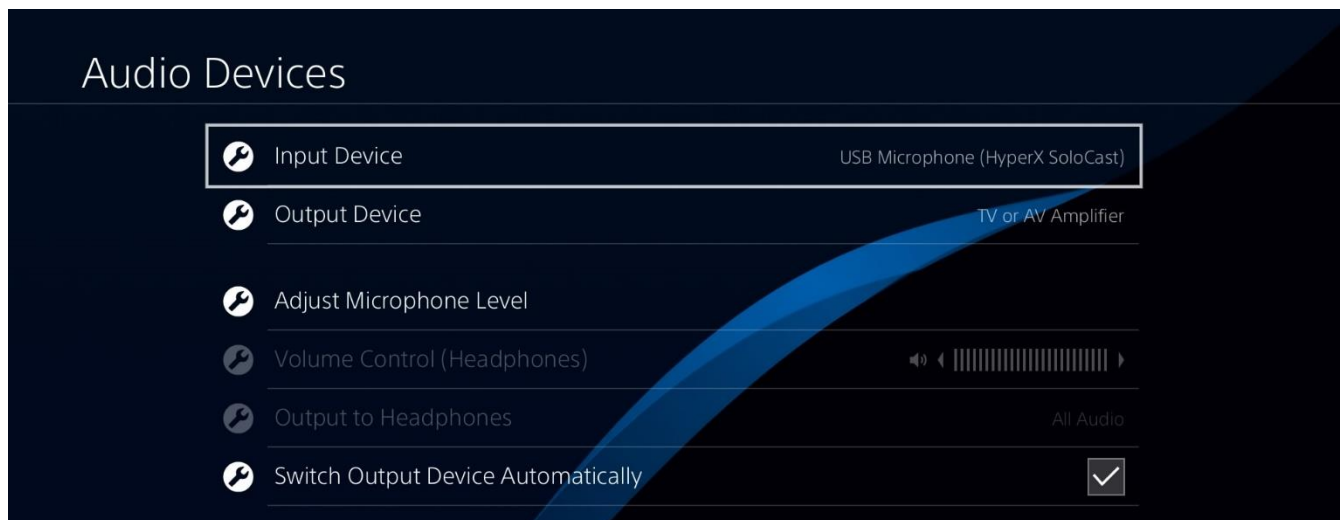 Audio Devices
Input Device USB Microphone (HyperX SoloCast)
Output Device TV or AV Amplifier
Adjust Microphone Level
Volume Control (Headphones)
Output to Headphones All Audio
Switch Output Device Automatically